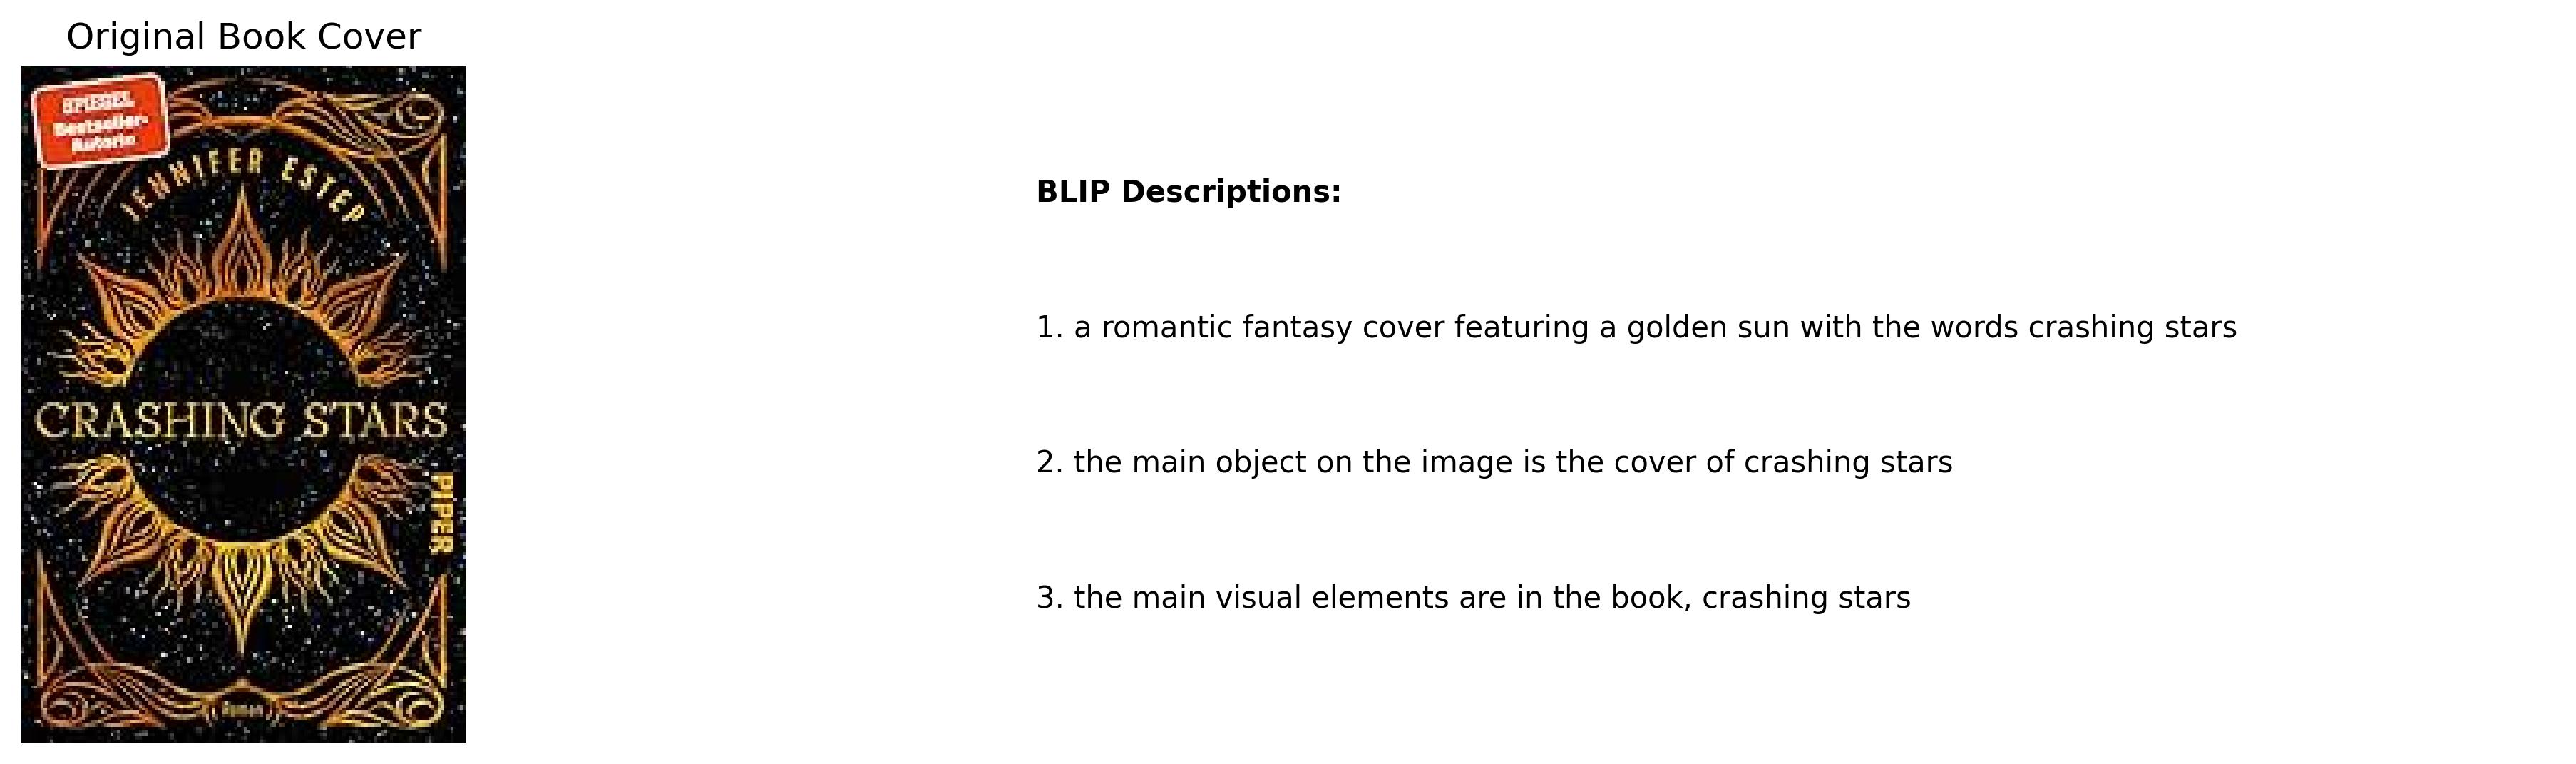 Original Book Cover
SPIEGEL
Bestseller-
Autorin
JENNIFER ESTEP
CRASHING STARS
PIPER
Roman
BLIP Descriptions:
1. a romantic fantasy cover featuring a golden sun with the words crashing stars
2. the main object on the image is the cover of crashing stars
3. the main visual elements are in the book, crashing stars